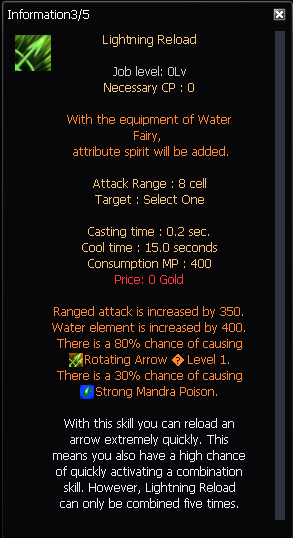 Information3/5
Lightning Reload
Job level: 0Lv
Necessary CP : 0
With the equipment of Water
Fairy,
attribute spirit will be added.
Attack Range : 8 cell
Target : Select One
Casting time : 0.2 sec.
Cool time : 15.0 seconds
Consumption MP : 400
Price: 0 Gold
Ranged attack is increased by 350.
Water element is increased by 400.
There is a 80% chance of causing
Rotating Arrow � Level 1.
There is a 30% chance of causing
Strong Mandra Poison.
With this skill you can reload an
arrow extremely quickly. This
means you also have a high chance
of quickly activating a combination
skill. However, Lightning Reload
can only be combined five times.